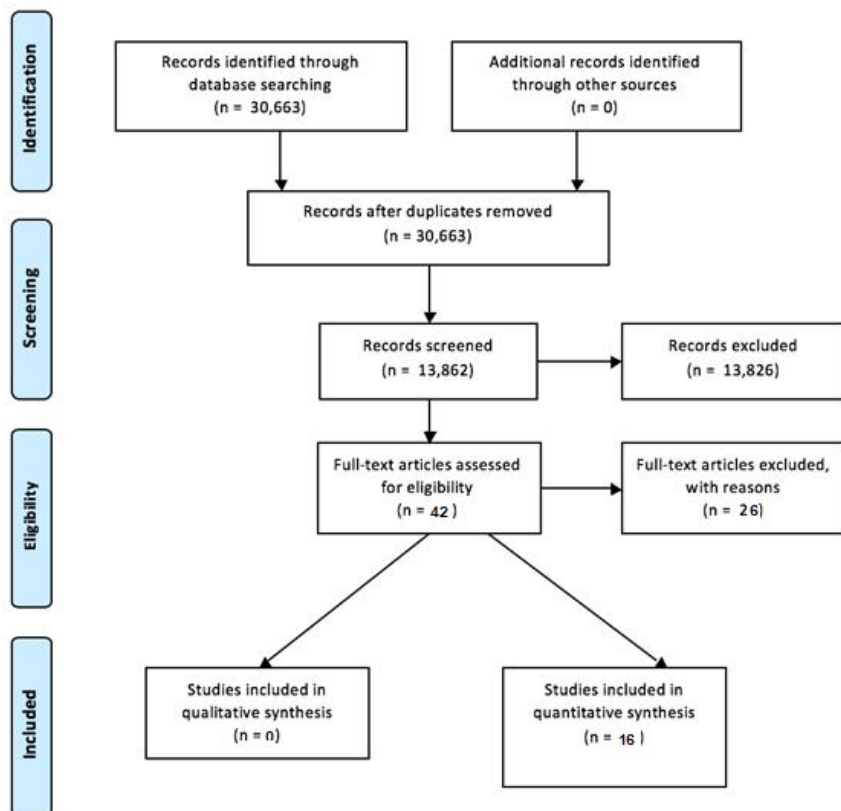 Identification
Records identified through
database searching
(n = 30,663)
Additional records identified
through other sources
(n = 0)
Records after duplicates removed
(n = 30,663)
Screening
Records screened
(n = 13,862)
Records excluded
(n = 13,826)
Eligibility
Full-text articles assessed
for eligibility
(n = 42 )
Full-text articles excluded,
with reasons
(n = 26)
Included
Studies included in
qualitative synthesis
(n = 0)
Studies included in
quantitative synthesis
(n = 16 )